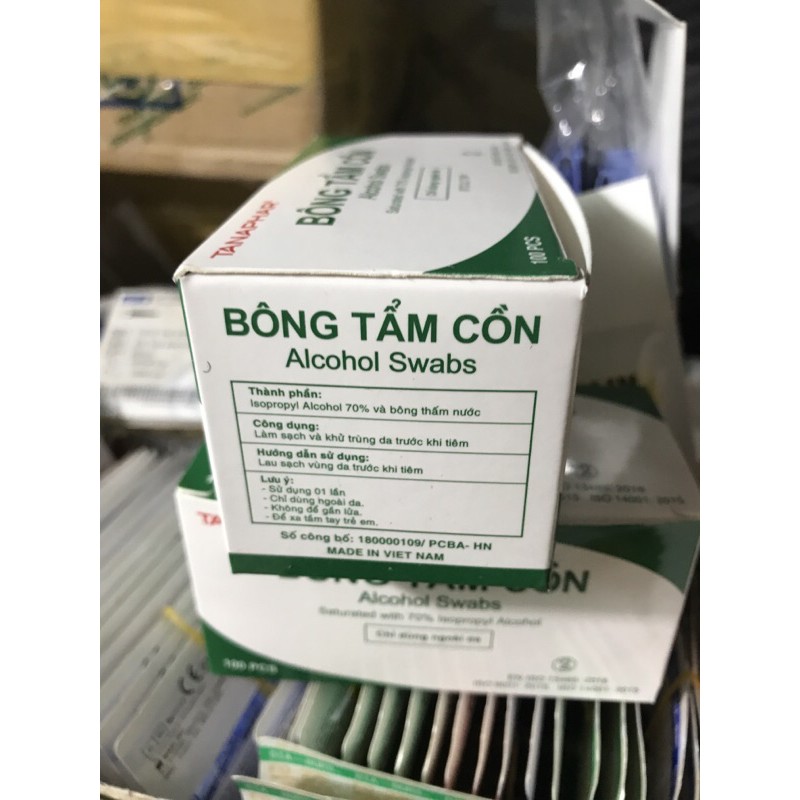 TANAPHAR
BÔNG TẨM CỒN
Alcohol Swabs
100 PCS
BÔNG TẨM CỒN
Alcohol Swabs
Thành phần:
Isopropyl Alcohol 70% và bông thấm nước
Công dụng:
Làm sạch và khử trùng da trước khi tiêm
Hướng dẫn sử dụng:
Lau sạch vùng da trước khi tiêm
Lưu ý:
- Sử dụng 01 lần
- Chỉ dùng ngoài da.
- Không để gần lửa.
- Để xa tầm tay trẻ em.
Số công bố: 180000109/ PCBA- HN
MADE IN VIET NAM
BÔNG TẨM CỒN
Alcohol Swabs
Saturated with 70% Isopropyl Alcohol
Chỉ dùng ngoài da
100 PCS